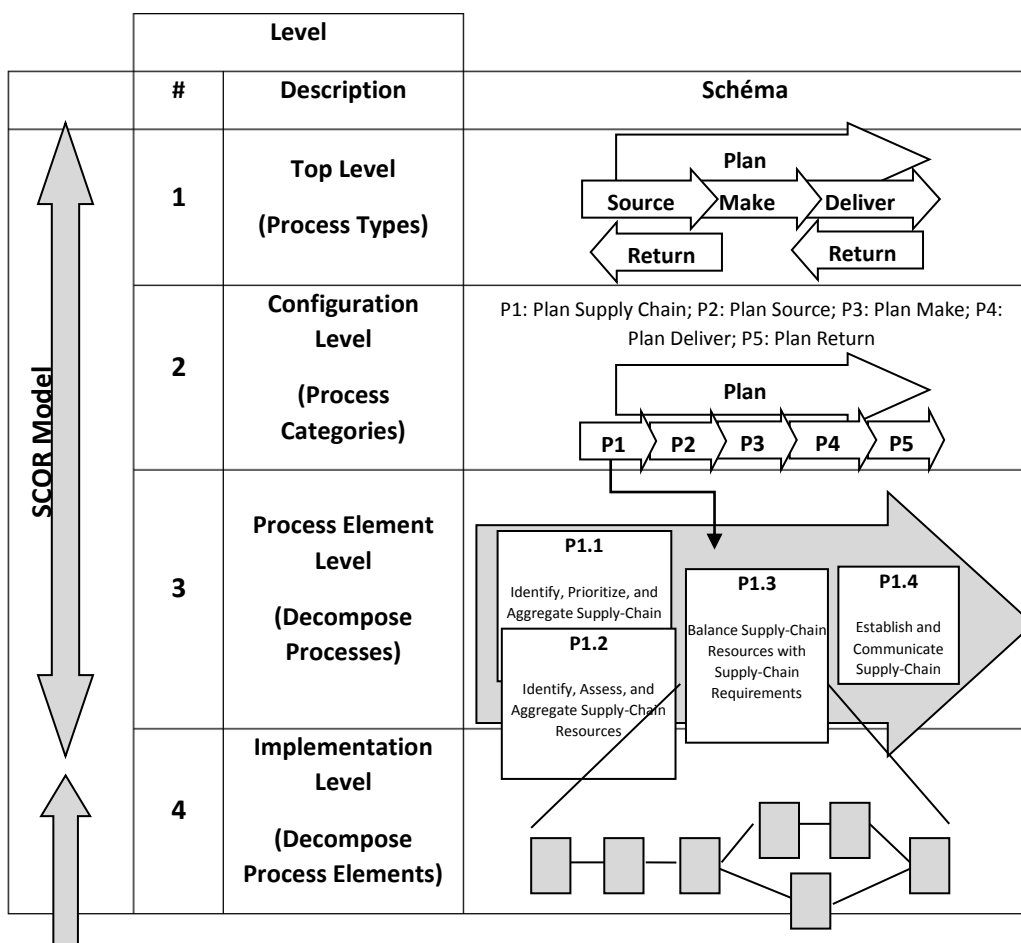 Level
#
Description
Schéma
SCOR Model
1
Top Level
(Process Types)
Plan
Source
Make
Deliver
Return
Return
2
Configuration
Level
(Process
Categories)
P1: Plan Supply Chain; P2: Plan Source; P3: Plan Make; P4:
Plan Deliver; P5: Plan Return
Plan
P1
P2
P3
P4
P5
3
Process Element
Level
(Decompose
Processes)
P1.1
Identify, Prioritize, and
Aggregate Supply-Chain
P1.2
Identify, Assess, and
Aggregate Supply-Chain
Resources
P1.3
Balance Supply-Chain
Resources with
Supply-Chain
Requirements
P1.4
Establish and
Communicate
Supply-Chain
4
Implementation
Level
(Decompose
Process Elements)